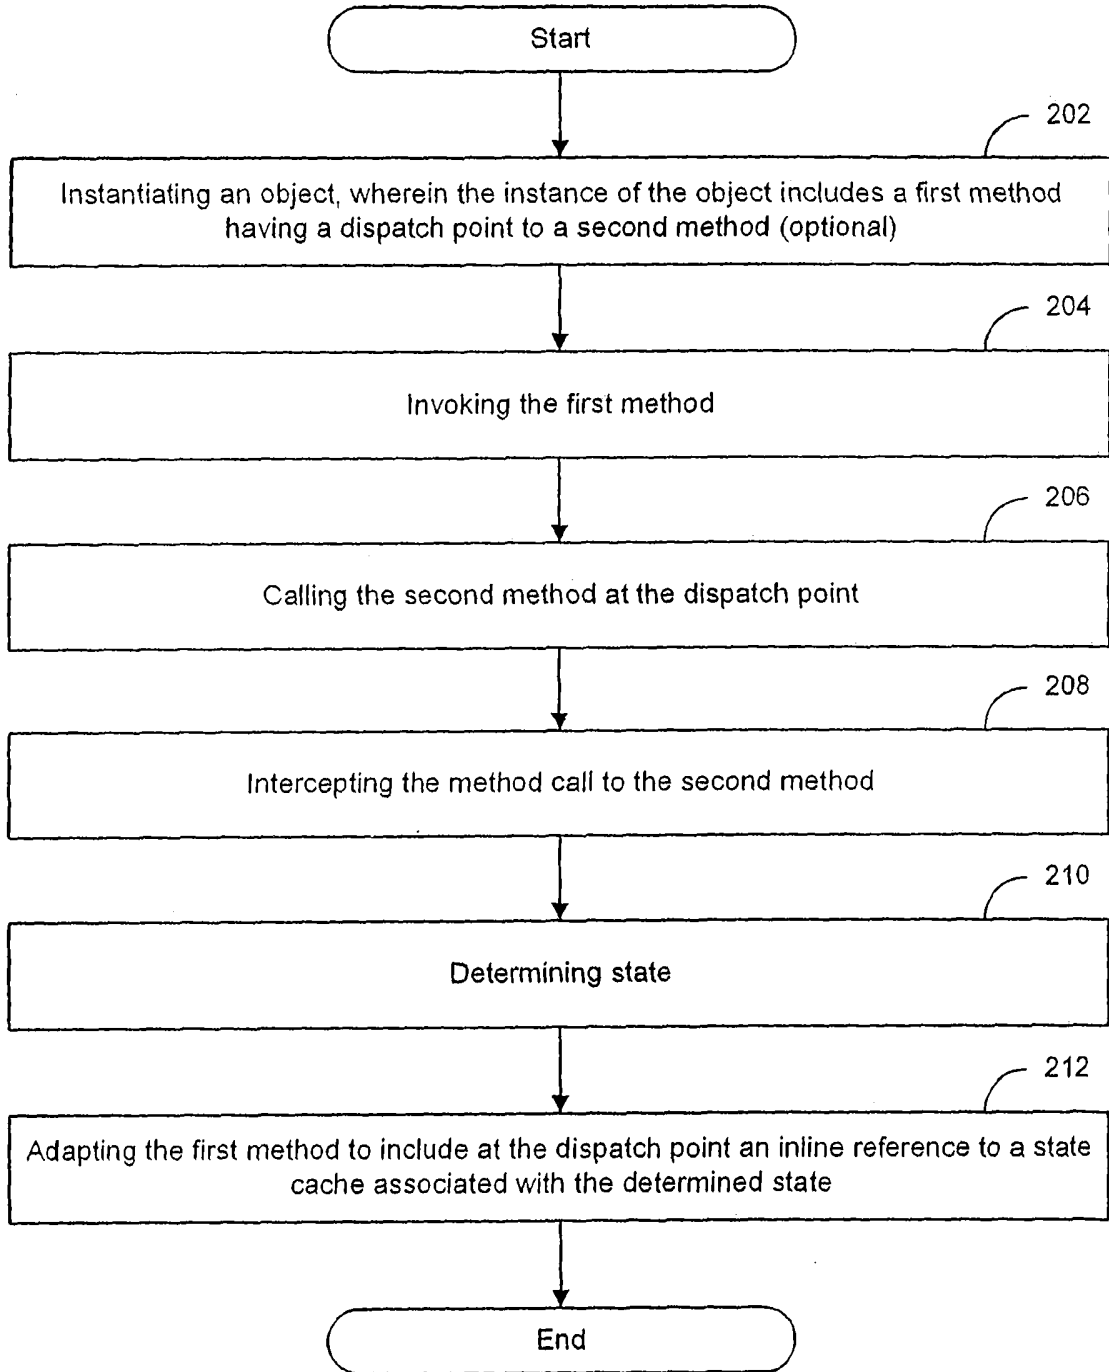 Start
202
Instantiating an object, wherein the instance of the object includes a first method
having a dispatch point to a second method (optional)
204
Invoking the first method
206
Calling the second method at the dispatch point
208
Intercepting the method call to the second method
210
Determining state
212
Adapting the first method to include at the dispatch point an inline reference to a state
cache associated with the determined state
End